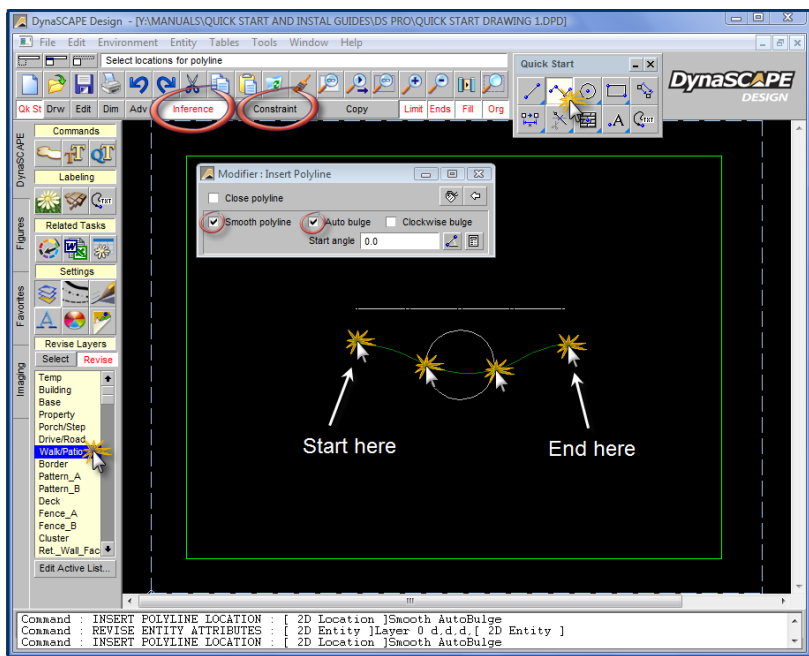 DynaSCAPE Design - [Y:\MANUALS\QUICK START AND INSTAL GUIDES\DS PRO\QUICK START DRAWING 1.DPD]
File Edit Environment Entity Tables Tools Window Help
Select locations for polyline
Quick Start
DynaSCAPE
DESIGN
Qk St Drw Edit Dim Adv Inference Constraint Copy Limit Ends Fill Org
DynaSCAPE
Figures
Favorites
Imaging
Commands
Labeling
Related Tasks
Settings
Revise Layers
Select Revise
Temp
Building
Base
Property
Porch/Step
Drive/Road
Walk/Patio
Border
Pattern_A
Pattern_B
Deck
Fence_A
Fence_B
Cluster
Ret._Wall_Fac
Edit Active List...
Modifier : Insert Polyline
Close polyline
Smooth polyline Auto bulge Clockwise bulge
Start angle 0.0
Start here
End here
Command : INSERT POLYLINE LOCATION : [ 2D Location ]Smooth AutoBulge
Command : REVISE ENTITY ATTRIBUTES : [ 2D Entity ]Layer 0 d,d,d,[ 2D Entity ]
Command : INSERT POLYLINE LOCATION : [ 2D Location ]Smooth AutoBulge